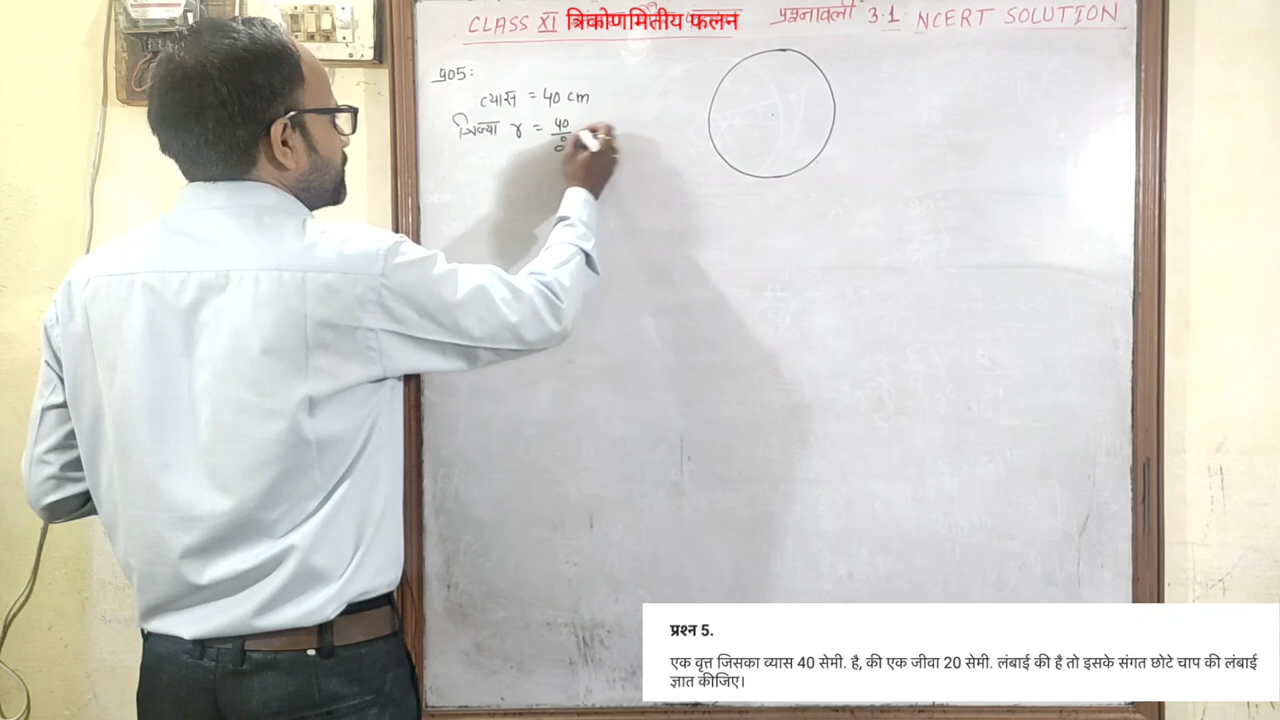 CLASS XI त्रिकोणमितीय फलन प्रश्नावली 3.1 NCERT SOLUTION
प्र०5:
व्यास = 40 cm
त्रिज्या r = 40
प्रश्न 5.
एक वृत्त जिसका व्यास 40 सेमी. है, की एक जीवा 20 सेमी. लंबाई की है तो इसके संगत छोटे चाप की लंबाई
ज्ञात कीजिए।